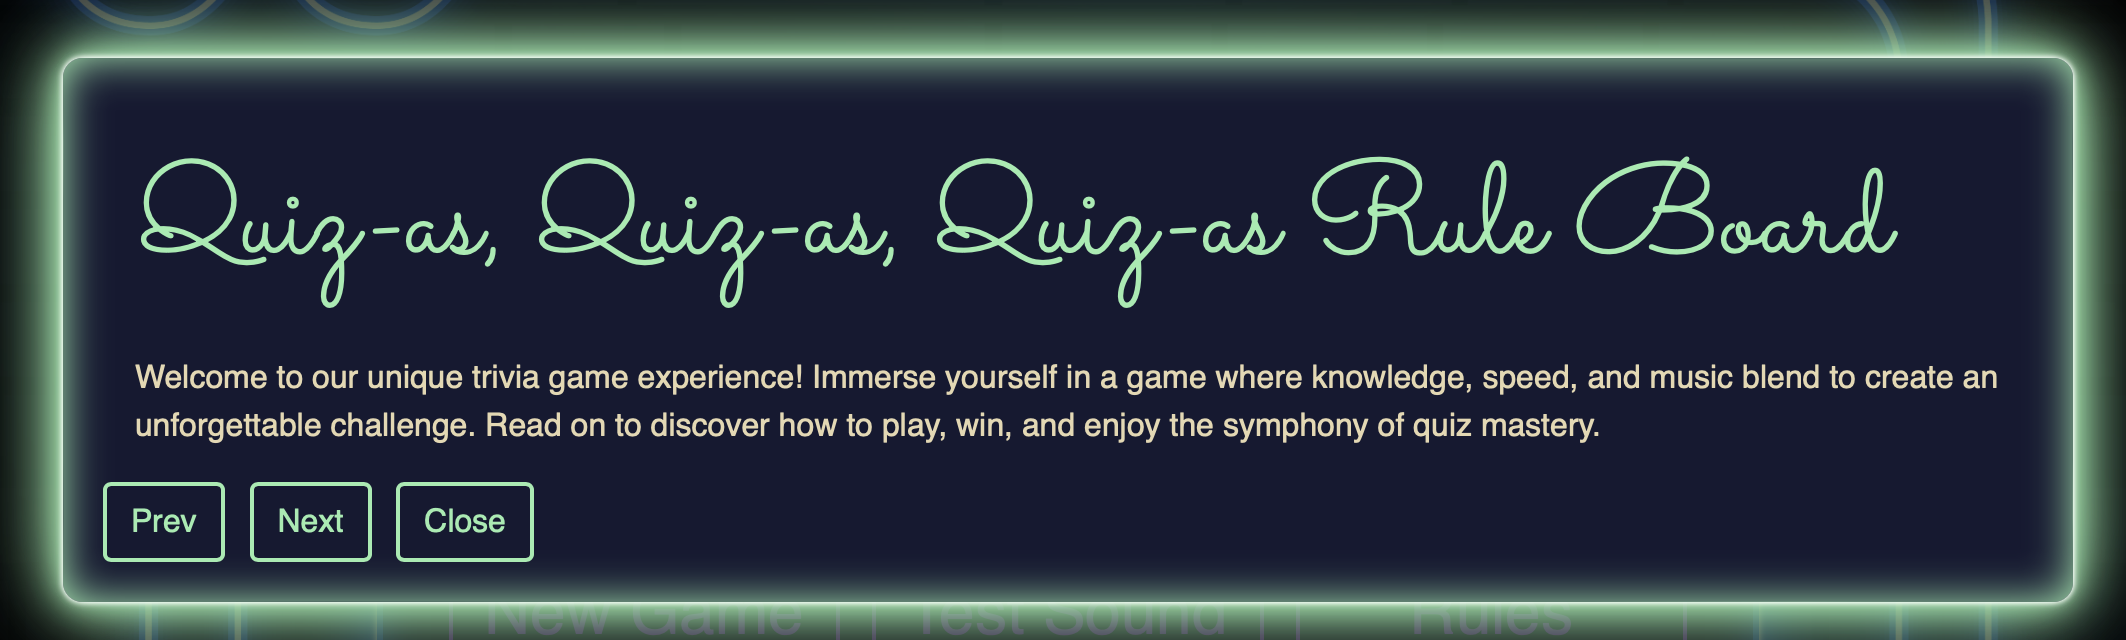 Quiz-as, Quiz-as, Quiz-as Rule Board
Welcome to our unique trivia game experience! Immerse yourself in a game where knowledge, speed, and music blend to create an
unforgettable challenge. Read on to discover how to play, win, and enjoy the symphony of quiz mastery.
Prev Next Close
New Game Test Sound Rules